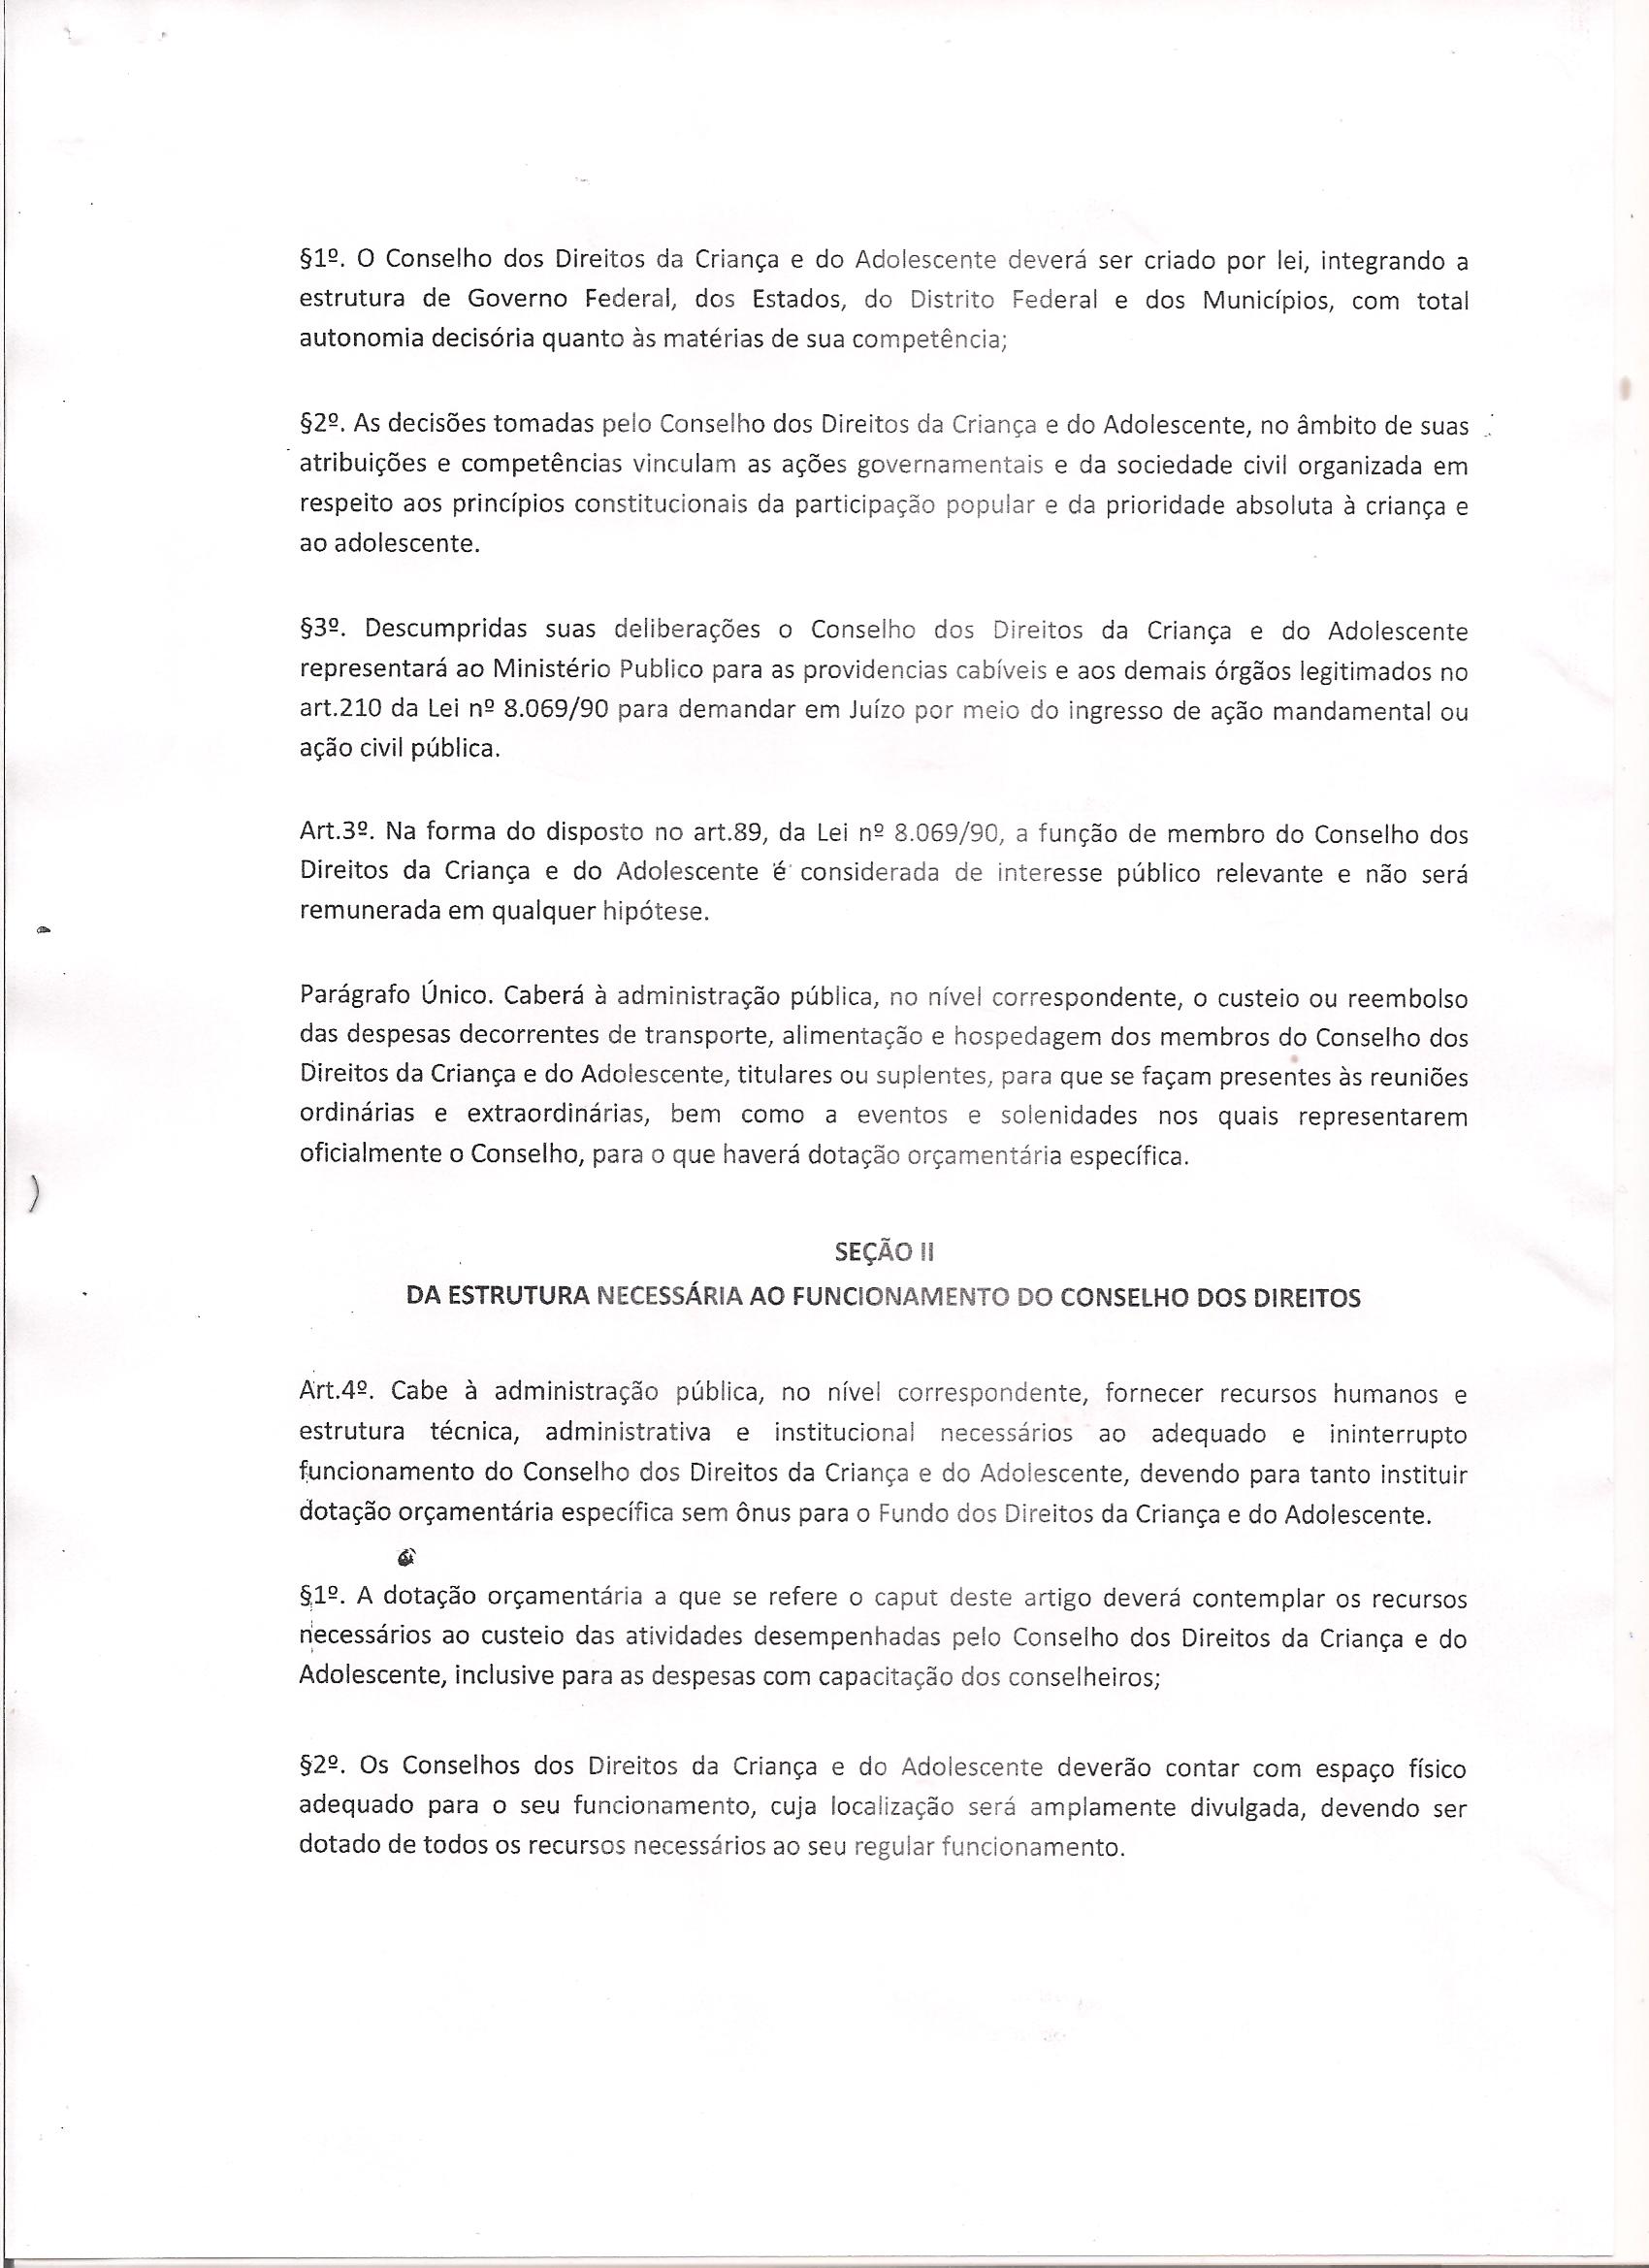 §1º. O Conselho dos Direitos da Criança e do Adolescente deverá ser criado por lei, integrando a
estrutura de Governo Federal, dos Estados, do Distrito Federal e dos Municípios, com total
autonomia decisória quanto às matérias de sua competência;
§2º. As decisões tomadas pelo Conselho dos Direitos da Criança e do Adolescente, no âmbito de suas
atribuições e competências vinculam as ações governamentais e da sociedade civil organizada em
respeito aos princípios constitucionais da participação popular e da prioridade absoluta à criança e
ao adolescente.
§3º. Descumpridas suas deliberações o Conselho dos Direitos da Criança e do Adolescente
representará ao Ministério Publico para as providencias cabíveis e aos demais órgãos legitimados no
art.210 da Lei nº 8.069/90 para demandar em Juízo por meio do ingresso de ação mandamental ou
ação civil pública.
Art.3º. Na forma do disposto no art.89, da Lei nº 8.069/90, a função de membro do Conselho dos
Direitos da Criança e do Adolescente é considerada de interesse público relevante e não será
remunerada em qualquer hipótese.
Parágrafo Único. Caberá à administração pública, no nível correspondente, o custeio ou reembolso
das despesas decorrentes de transporte, alimentação e hospedagem dos membros do Conselho dos
Direitos da Criança e do Adolescente, titulares ou suplentes, para que se façam presentes às reuniões
ordinárias e extraordinárias, bem como a eventos e solenidades nos quais representarem
oficialmente o Conselho, para o que haverá dotação orçamentária específica.
SEÇÃO II
DA ESTRUTURA NECESSÁRIA AO FUNCIONAMENTO DO CONSELHO DOS DIREITOS
Art.4º. Cabe à administração pública, no nível correspondente, fornecer recursos humanos e
estrutura técnica, administrativa e institucional necessários ao adequado e ininterrupto
funcionamento do Conselho dos Direitos da Criança e do Adolescente, devendo para tanto instituir
dotação orçamentária específica sem ônus para o Fundo dos Direitos da Criança e do Adolescente.
§1º. A dotação orçamentária a que se refere o caput deste artigo deverá contemplar os recursos
necessários ao custeio das atividades desempenhadas pelo Conselho dos Direitos da Criança e do
Adolescente, inclusive para as despesas com capacitação dos conselheiros;
§2º. Os Conselhos dos Direitos da Criança e do Adolescente deverão contar com espaço físico
adequado para o seu funcionamento, cuja localização será amplamente divulgada, devendo ser
dotado de todos os recursos necessários ao seu regular funcionamento.